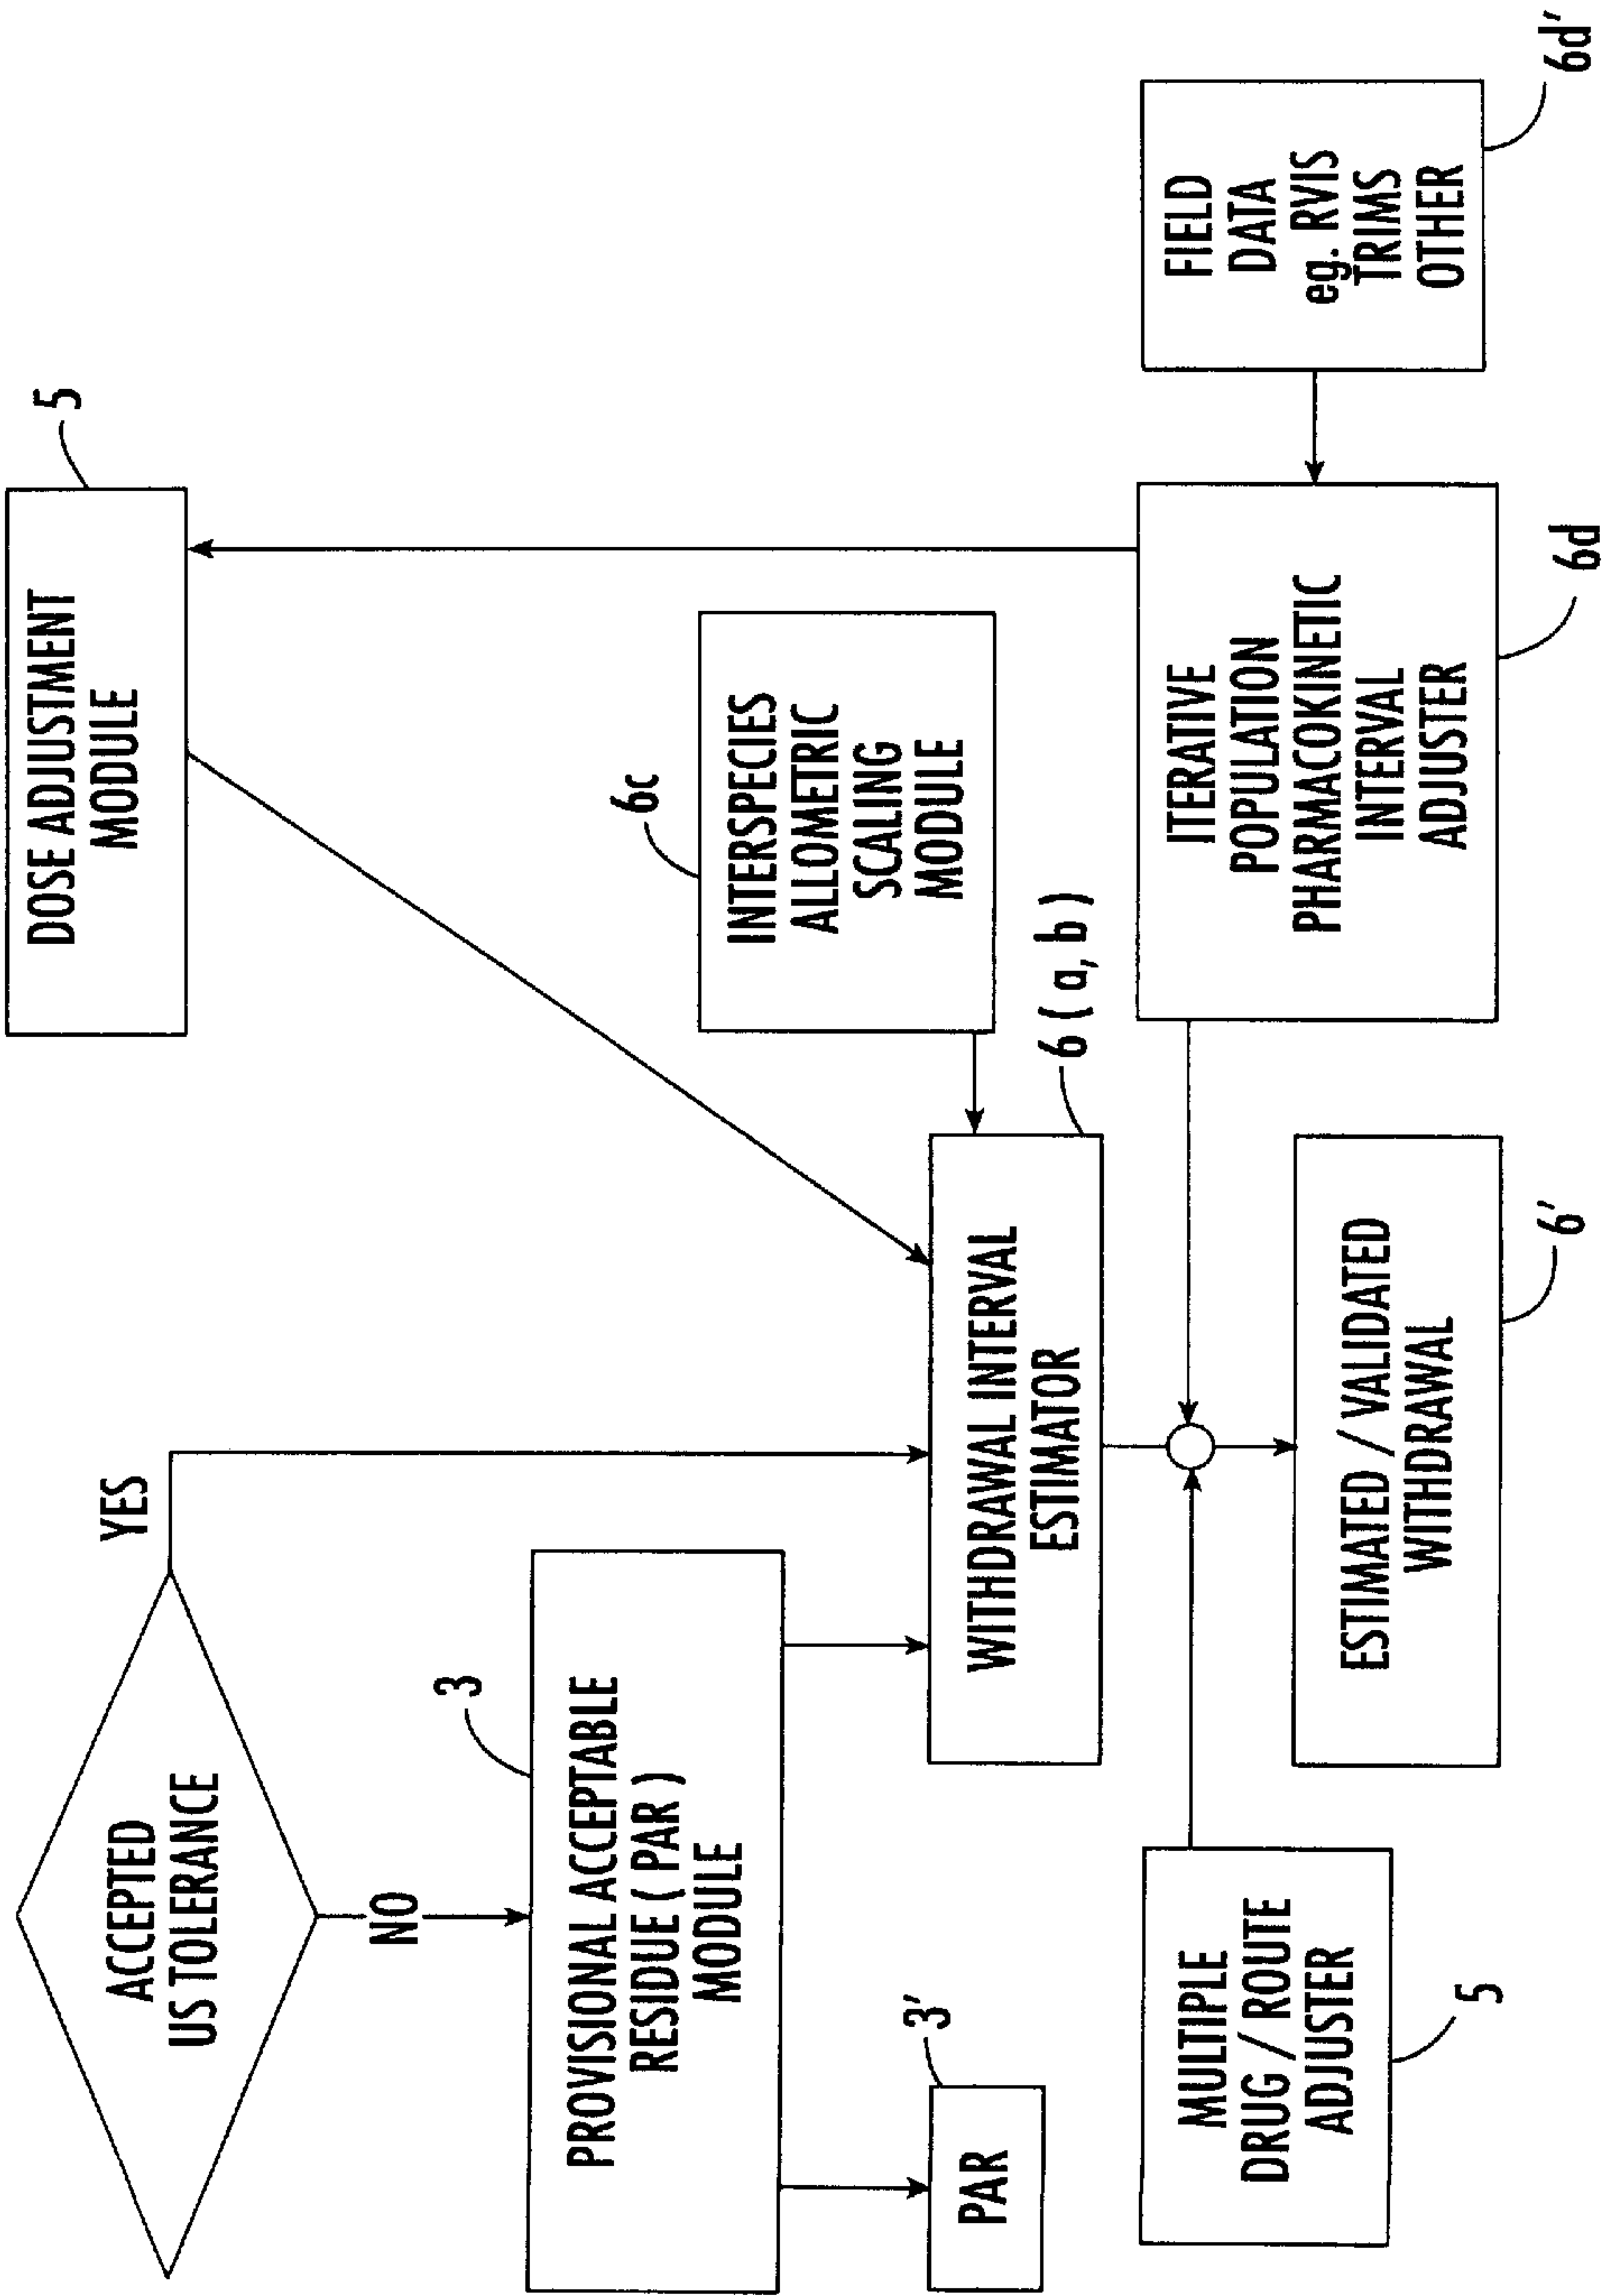 ACCEPTED
US TOLERANCE
YES
NO
3
PROVISIONAL ACCEPTABLE
RESIDUE ( PAR )
MODULE
3'
PAR
DOSE ADJUSTMENT
MODULE
5
6c
INTERSPECIES
ALLOMETRIC
SCALING
MODULE
WITHDRAWAL INTERVAL
ESTIMATOR
6 ( a, b )
MULTIPLE
DRUG / ROUTE
ADJUSTER
5
ESTIMATED / VALIDATED
WITHDRAWAL
6'
ITERATIVE
POPULATION
PHARMACOKINETIC
INTERVAL
ADJUSTER
6d
FIELD
DATA
eg. RVIS
TRIMS
OTHER
6d'